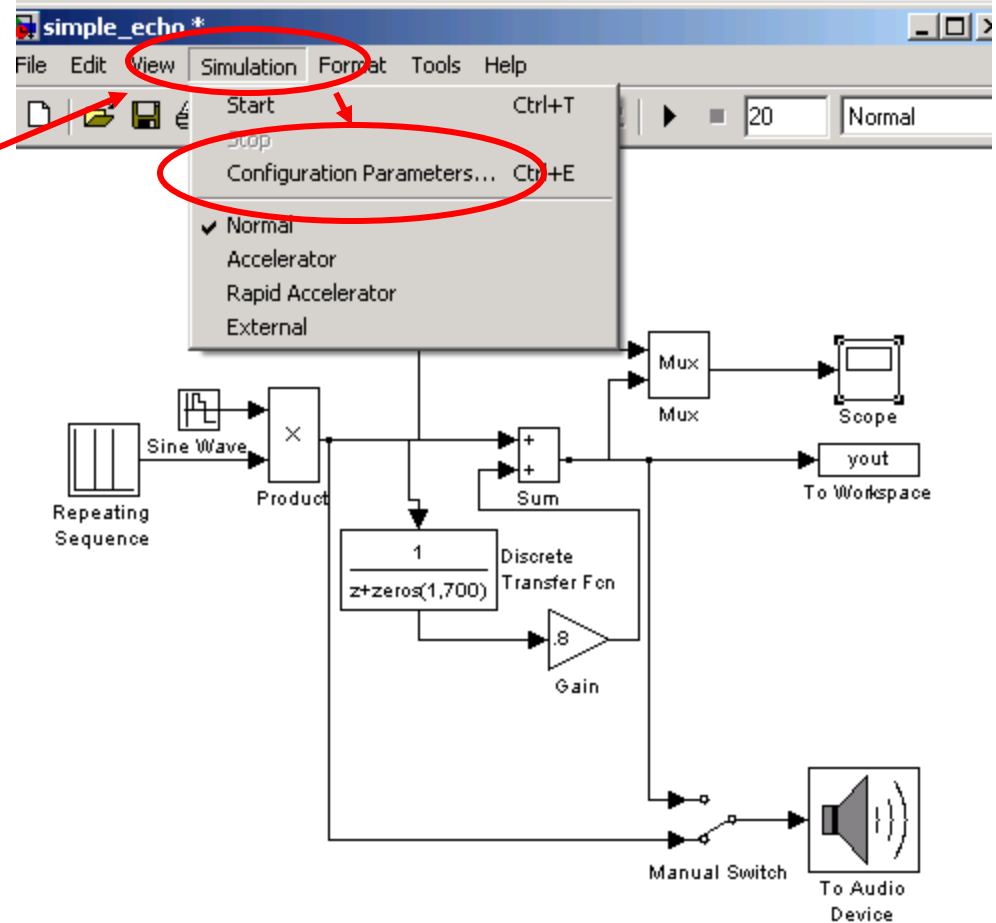 simple_echo *
File Edit View Simulation Format Tools Help
20 Normal
Start Ctrl+T
Stop
Configuration Parameters... Ctrl+E
Normal
Accelerator
Rapid Accelerator
External
Mux
Mux
Scope
Sine Wave
×
Product
+
+
Sum
yout
To Workspace
Repeating
Sequence
1
z+zeros(1,700)
Discrete
Transfer Fcn
.8
Gain
Manual Switch
To Audio
Device